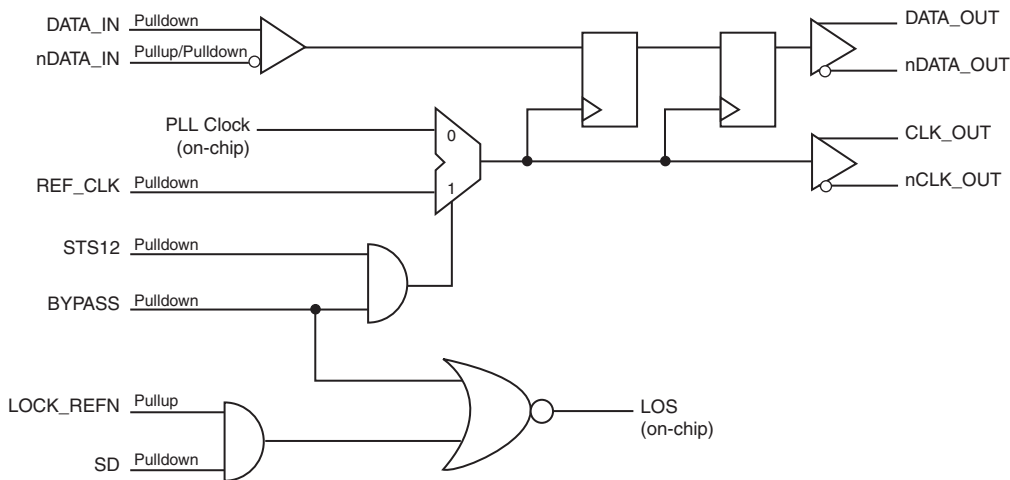 DATA_IN Pulldown
nDATA_IN Pullup/Pulldown
DATA_OUT
nDATA_OUT
PLL Clock
(on-chip)
0
CLK_OUT
REF_CLK Pulldown
1
nCLK_OUT
STS12 Pulldown
BYPASS Pulldown
LOCK_REFN Pullup
LOS
(on-chip)
SD Pulldown